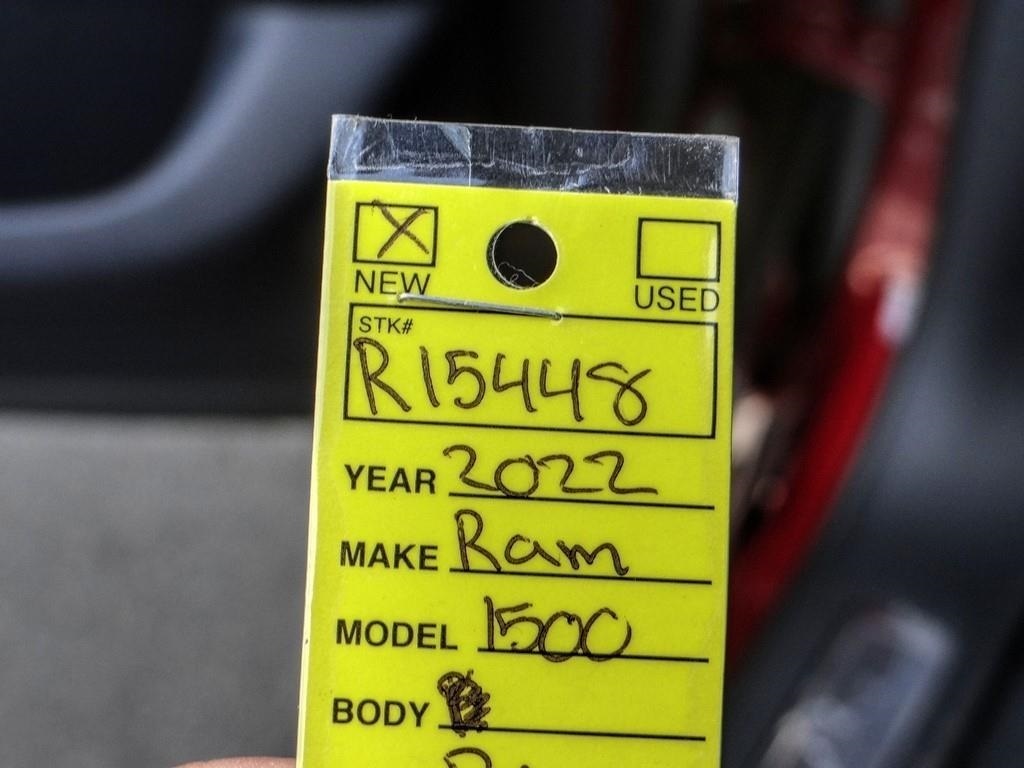 NEW USED
STK#
R15448
YEAR 2022
MAKE Ram
MODEL 1500
BODY